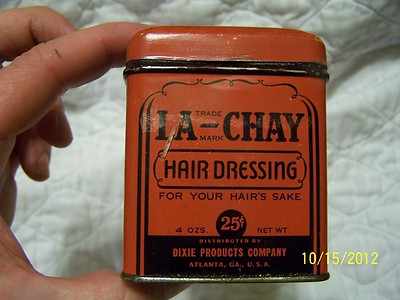 TRADE
LA-CHAY
MARK
HAIR DRESSING
FOR YOUR HAIR'S SAKE
4 OZS. 25¢ NET WT.
DISTRIBUTED BY
DIXIE PRODUCTS COMPANY
ATLANTA, GA., U.S.A.
10/15/2012